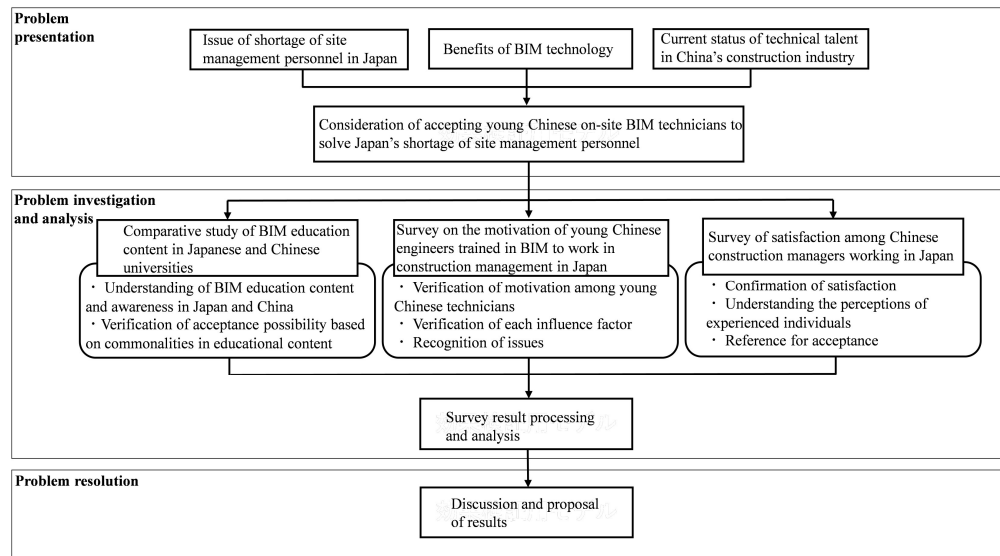 Problem
presentation
Issue of shortage of site
management personnel in Japan
Benefits of BIM technology
Current status of technical talent
in China's construction industry
Consideration of accepting young Chinese on-site BIM technicians to
solve Japan's shortage of site management personnel
Problem investigation
and analysis
Comparative study of BIM education
content in Japanese and Chinese
universities
・ Understanding of BIM education content
and awareness in Japan and China
・ Verification of acceptance possibility based
on commonalities in educational content
Survey on the motivation of young Chinese
engineers trained in BIM to work in
construction management in Japan
・ Verification of motivation among young
Chinese technicians
・ Verification of each influence factor
・ Recognition of issues
Survey of satisfaction among Chinese
construction managers working in Japan
・ Confirmation of satisfaction
・ Understanding the perceptions of
experienced individuals
・ Reference for acceptance
Survey result processing
and analysis
Problem resolution
Discussion and proposal
of results